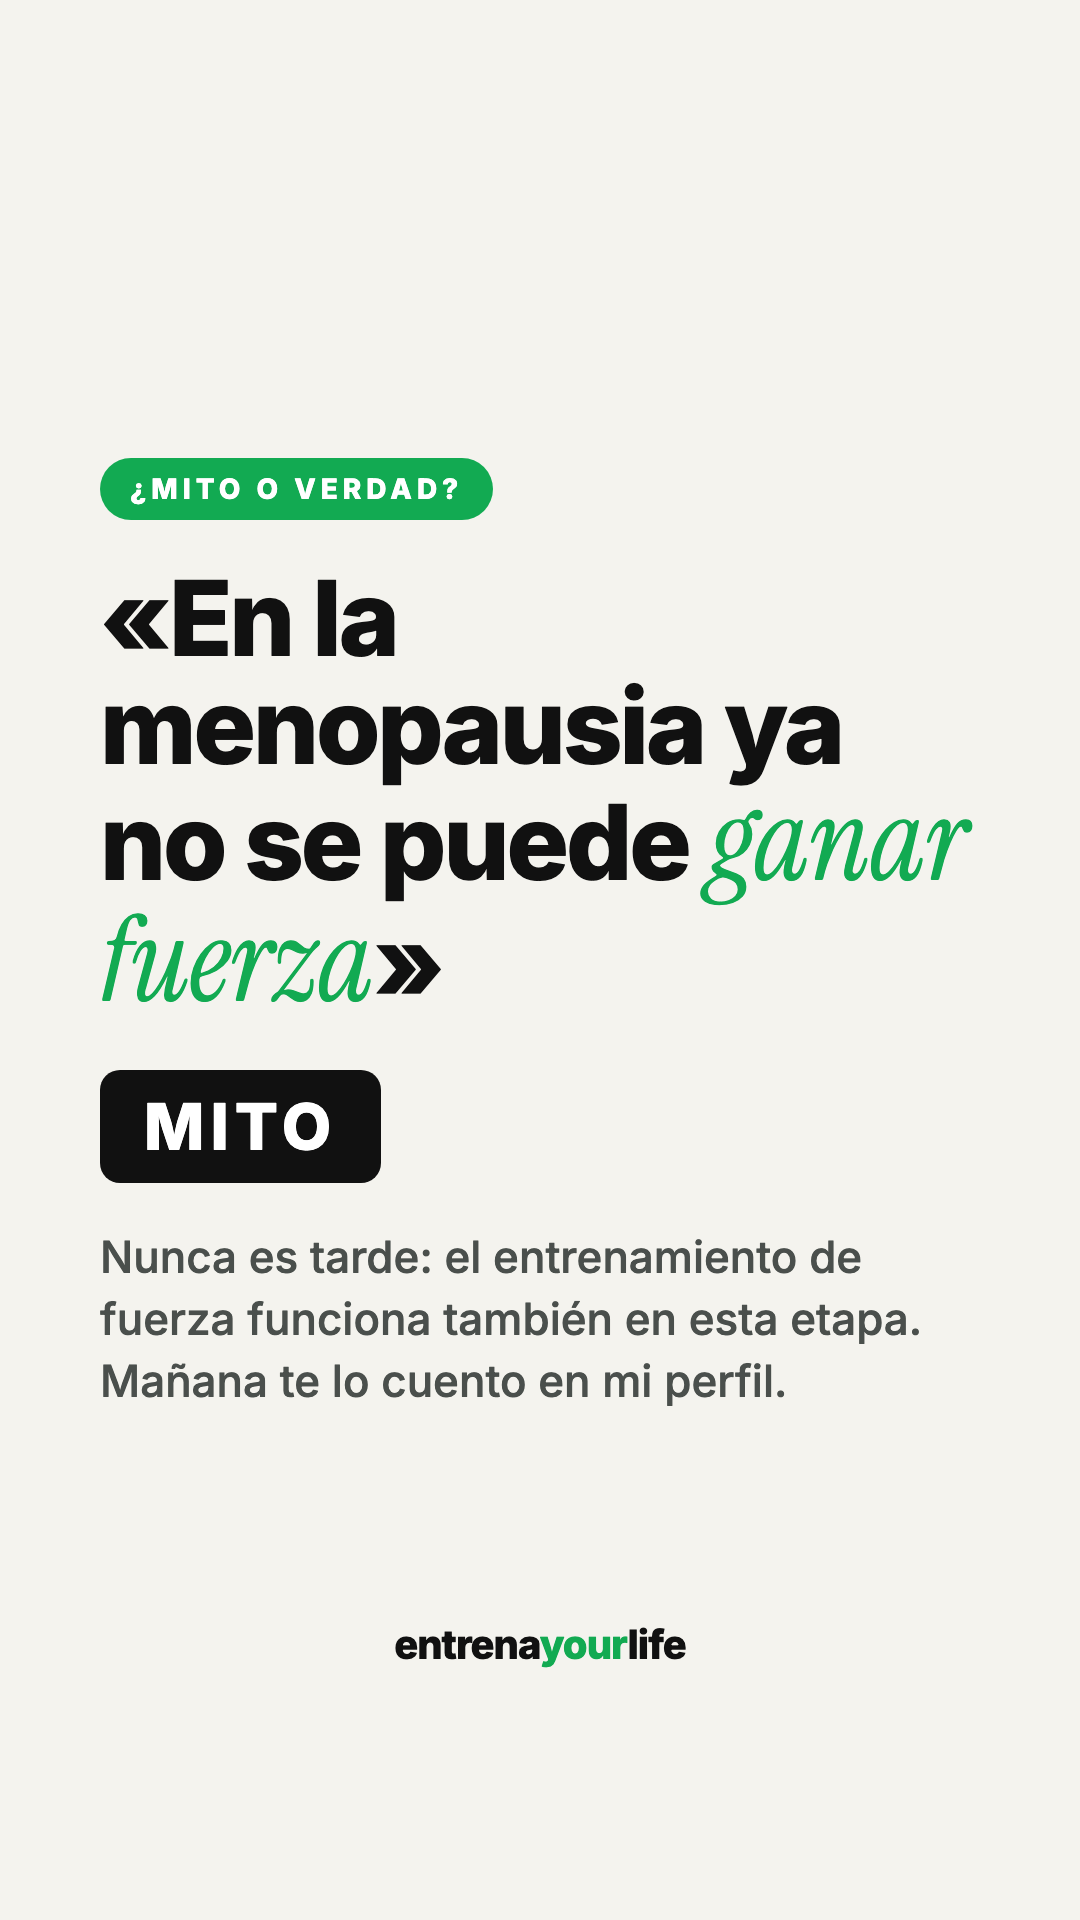 ¿MITO O VERDAD?
«En la
menopausia ya
no se puede ganar
fuerza»
MITO
Nunca es tarde: el entrenamiento de
fuerza funciona también en esta etapa.
Mañana te lo cuento en mi perfil.
entrenayourlife